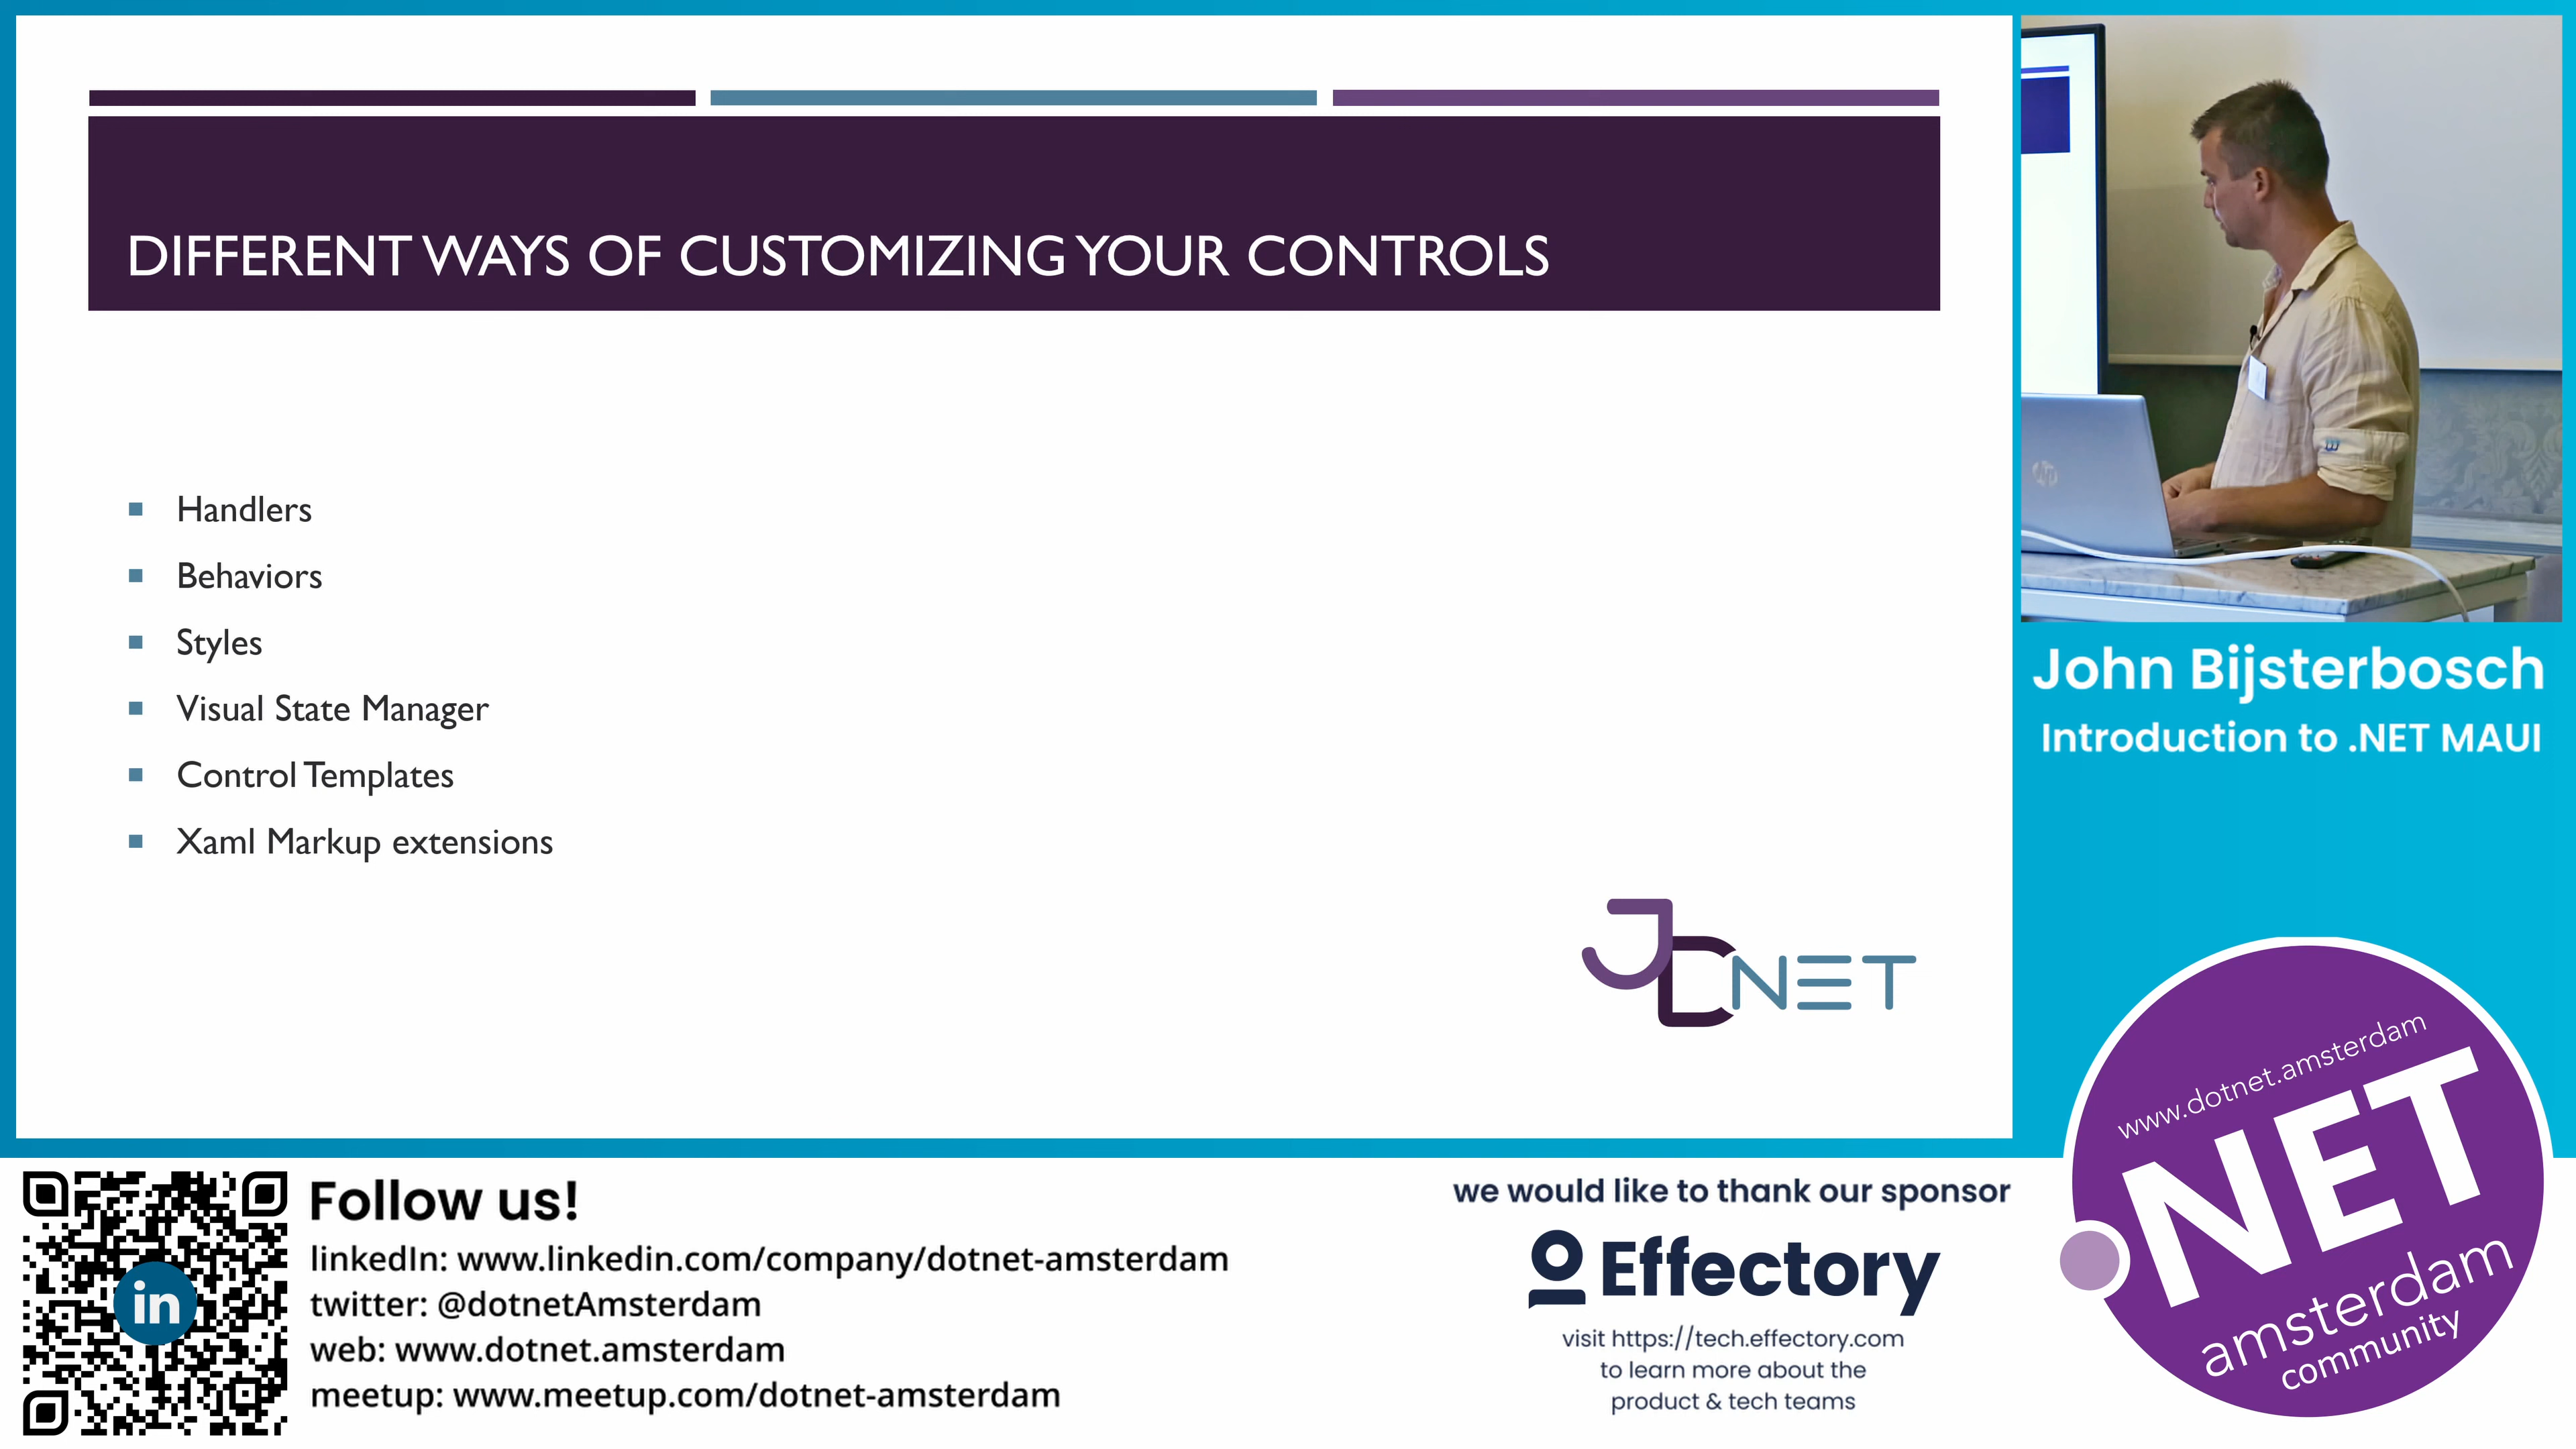 DIFFERENT WAYS OF CUSTOMIZING YOUR CONTROLS
Handlers
Behaviors
Styles
Visual State Manager
Control Templates
Xaml Markup extensions
JDNET
hp
John Bijsterbosch
Introduction to .NET MAUI
Follow us!
linkedIn: www.linkedin.com/company/dotnet-amsterdam
twitter: @dotnetAmsterdam
web: www.dotnet.amsterdam
meetup: www.meetup.com/dotnet-amsterdam
in
we would like to thank our sponsor
Effectory
visit https://tech.effectory.com
to learn more about the
product & tech teams
www.dotnet.amsterdam
.NET
amsterdam
community